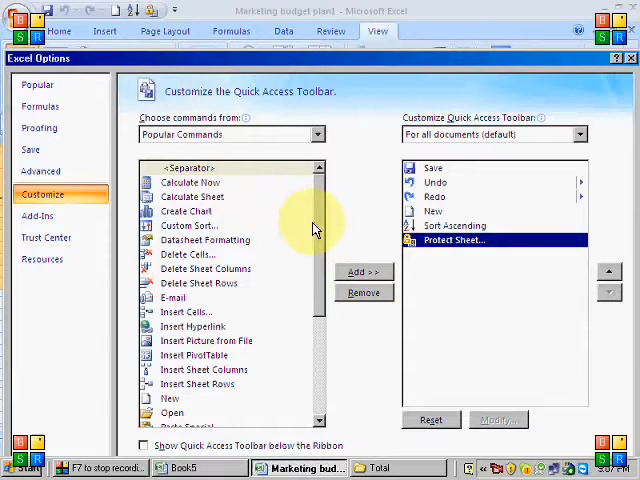 Marketing budget plan1 - Microsoft Excel
Home Insert Page Layout Formulas Data Review View
B S R
B S R
Excel Options
Popular
Formulas
Proofing
Save
Advanced
Customize
Add-Ins
Trust Center
Resources
Customize the Quick Access Toolbar.
Choose commands from:
Popular Commands
<Separator>
Calculate Now
Calculate Sheet
Create Chart
Custom Sort...
Datasheet Formatting
Delete Cells...
Delete Sheet Columns
Delete Sheet Rows
E-mail
Insert Cells...
Insert Hyperlink
Insert Picture from File
Insert PivotTable
Insert Sheet Columns
Insert Sheet Rows
New
Open
Paste Special
Add >>
Remove
Customize Quick Access Toolbar:
For all documents (default)
Save
Undo
Redo
New
Sort Ascending
Protect Sheet...
Reset Modify...
Show Quick Access Toolbar below the Ribbon
B S R
B S R
Start F7 to stop recordi... Book5 Marketing bud... Total